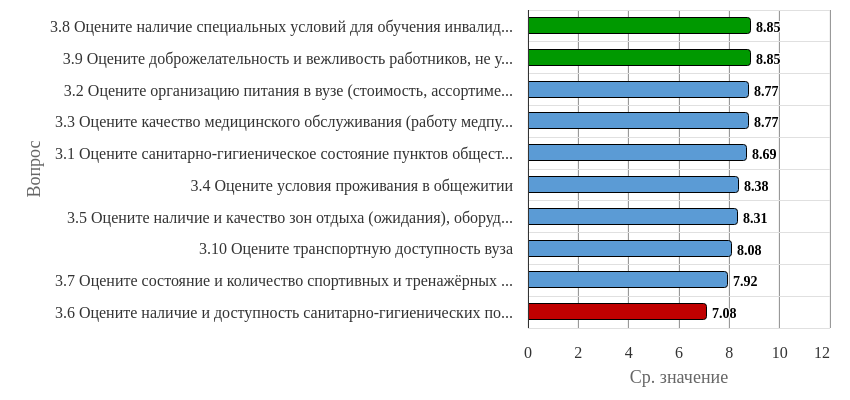 3.8 Оцените наличие специальных условий для обучения инвалид... 8.85
3.9 Оцените доброжелательность и вежливость работников, не у... 8.85
3.2 Оцените организацию питания в вузе (стоимость, ассортиме... 8.77
3.3 Оцените качество медицинского обслуживания (работу медпу... 8.77
3.1 Оцените санитарно-гигиеническое состояние пунктов общест... 8.69
3.4 Оцените условия проживания в общежитии 8.38
3.5 Оцените наличие и качество зон отдыха (ожидания), оборуд... 8.31
3.10 Оцените транспортную доступность вуза 8.08
3.7 Оцените состояние и количество спортивных и тренажёрных ... 7.92
3.6 Оцените наличие и доступность санитарно-гигиенических по... 7.08
Вопрос
0 2 4 6 8 10 12
Ср. значение